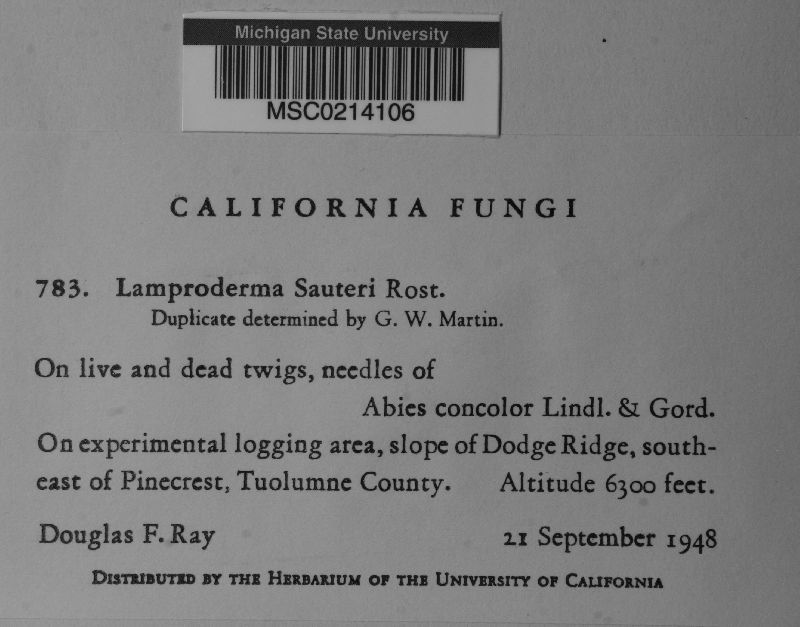 Michigan State University
MSC0214106
CALIFORNIA FUNGI
783. Lamproderma Sauteri Rost.
Duplicate determined by G. W. Martin.
On live and dead twigs, needles of
Abies concolor Lindl. & Gord.
On experimental logging area, slope of Dodge Ridge, south-
east of Pinecrest, Tuolumne County. Altitude 6300 feet.
Douglas F. Ray 21 September 1948
DISTRIBUTED BY THE HERBARIUM OF THE UNIVERSITY OF CALIFORNIA